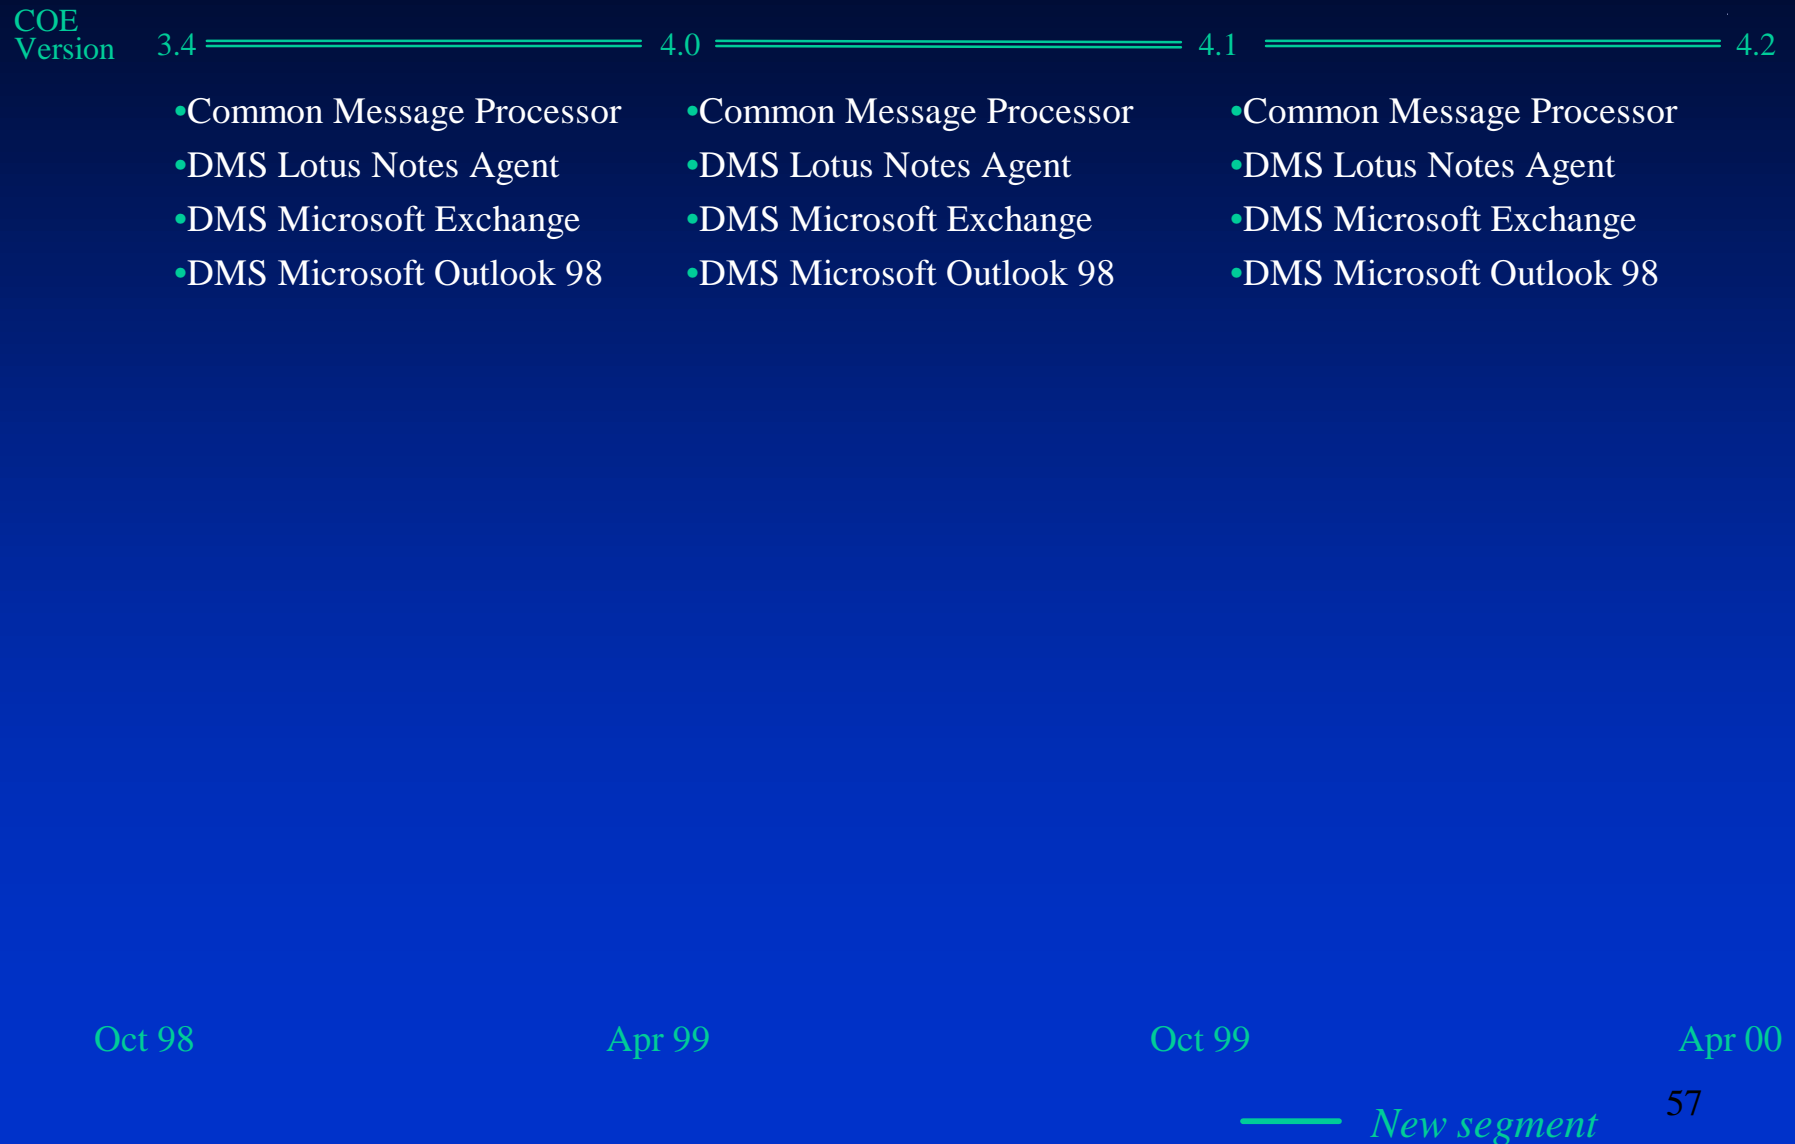 COE
Version 3.4 4.0 4.1 4.2
•Common Message Processor •Common Message Processor •Common Message Processor
•DMS Lotus Notes Agent •DMS Lotus Notes Agent •DMS Lotus Notes Agent
•DMS Microsoft Exchange •DMS Microsoft Exchange •DMS Microsoft Exchange
•DMS Microsoft Outlook 98 •DMS Microsoft Outlook 98 •DMS Microsoft Outlook 98
Oct 98 Apr 99 Oct 99 Apr 00
57
New segment